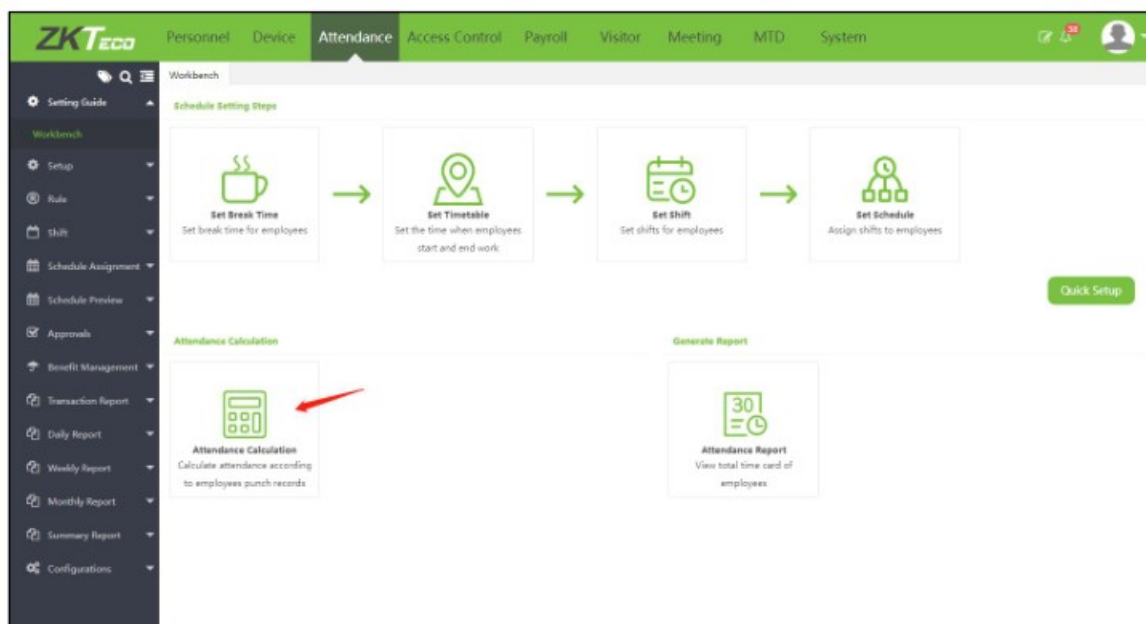 ZKTeco
Personnel Device Attendance Access Control Payroll Visitor Meeting MTD System
Workbench
Setting Guide
Workbench
Setup
Rule
Shift
Schedule Assignment
Schedule Preview
Approvals
Benefit Management
Transaction Report
Daily Report
Weekly Report
Monthly Report
Summary Report
Configurations
Schedule Setting Steps
Set Break Time
Set break time for employees
Set Timetable
Set the time when employees
start and end work
Set Shift
Set shifts for employees
Set Schedule
Assign shifts to employees
Quick Setup
Attendance Calculation
Attendance Calculation
Calculate attendance according
to employees punch records
Generate Report
30
Attendance Report
View total time card of
employees